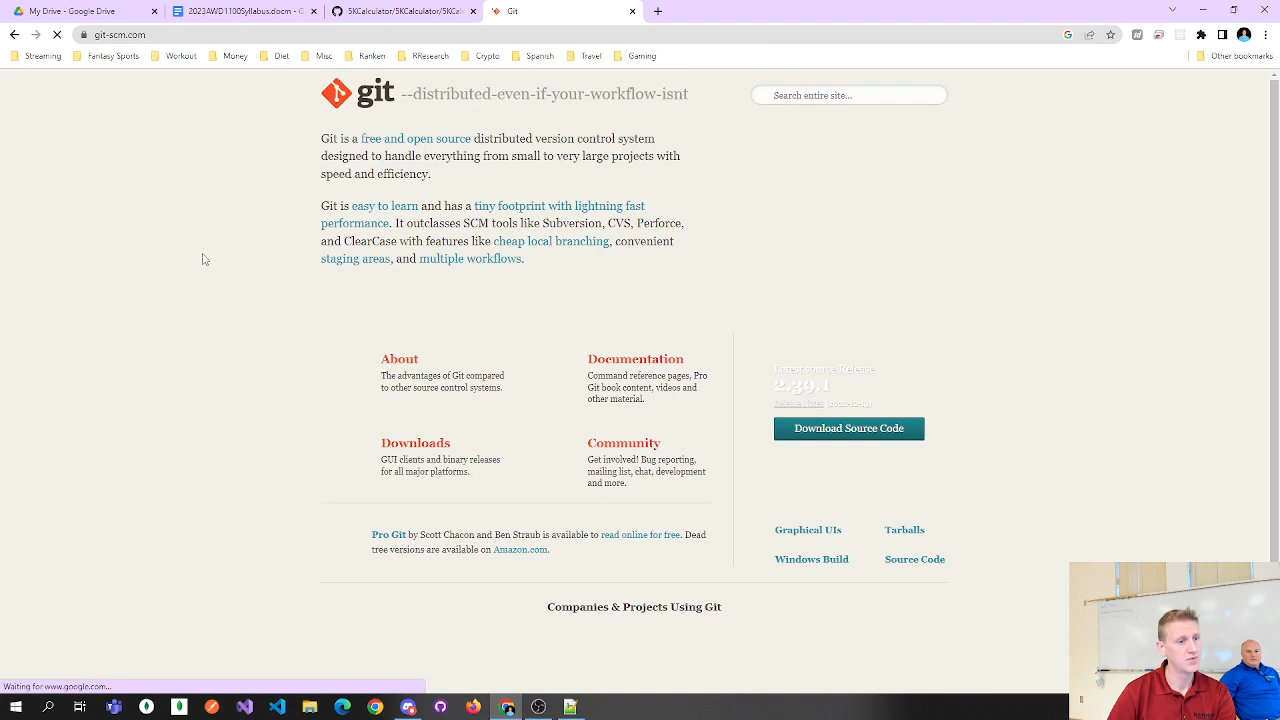 My Drive - Google Drive
2023AWD1100Syllabus.docm - G
5KCalculator/5KCalculator/5KCalc
Git
git-scm.com
Streaming
Fantasy Sports
Workout
Money
Diet
Misc
Ranken
RResearch
Crypto
Spanish
Travel
Gaming
Other bookmarks
git --distributed-even-if-your-workflow-isnt
Search entire site...
Git is a free and open source distributed version control system
designed to handle everything from small to very large projects with
speed and efficiency.
Git is easy to learn and has a tiny footprint with lightning fast
performance. It outclasses SCM tools like Subversion, CVS, Perforce,
and ClearCase with features like cheap local branching, convenient
staging areas, and multiple workflows.
About
The advantages of Git compared
to other source control systems.
Documentation
Command reference pages, Pro
Git book content, videos and
other material.
Downloads
GUI clients and binary releases
for all major platforms.
Community
Get involved! Bug reporting,
mailing list, chat, development
and more.
Latest source Release
2.39.1
Release Notes (2022-12-13)
Download Source Code
Pro Git by Scott Chacon and Ben Straub is available to read online for free. Dead
tree versions are available on Amazon.com.
Graphical UIs
Tarballs
Windows Build
Source Code
Companies & Projects Using Git
Waiting for www.google.com...